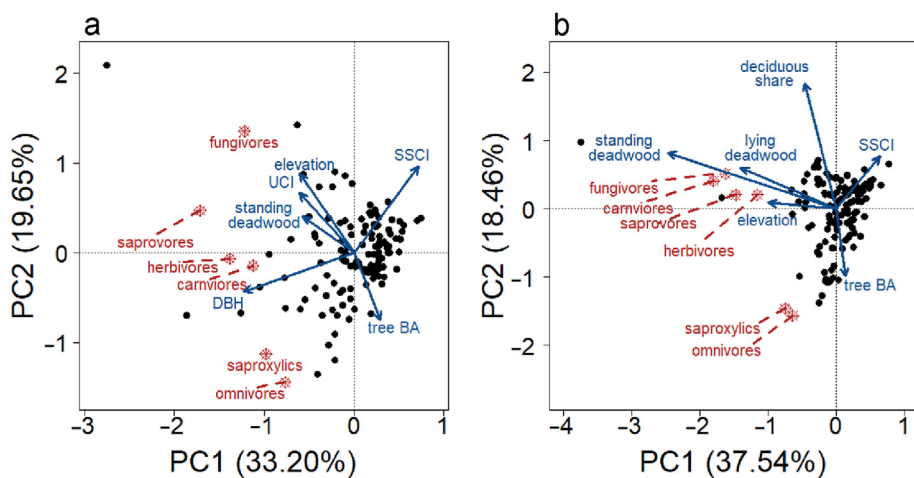 a
PC2 (19.65%)
2
1
0
−1
fungivores
elevation
UCI
SSCI
standing
deadwood
saprovores
herbivores
carnviores
DBH
tree BA
saproxylics
omnivores
−3
−2
−1
0
1
PC1 (33.20%)
b
PC2 (18.46%)
2
1
0
−1
−2
deciduous
share
standing
deadwood
lying
deadwood
SSCI
fungivores
carnviores
saprovores
elevation
herbivores
tree BA
saproxylics
omnivores
−4
−3
−2
−1
0
1
PC1 (37.54%)